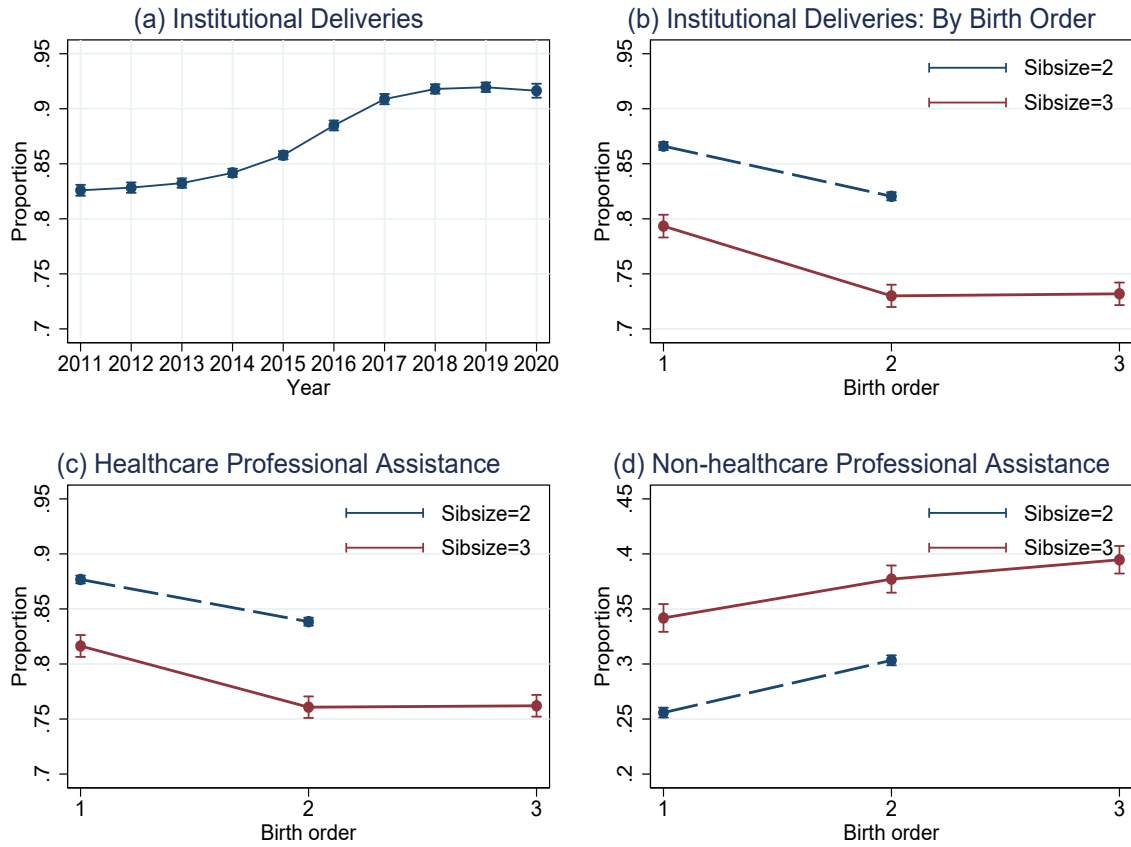 (a) Institutional Deliveries
.95
.9
.85
.8
.75
.7
Proportion
2011 2012 2013 2014 2015 2016 2017 2018 2019 2020
Year
(b) Institutional Deliveries: By Birth Order
Sibsize=2
Sibsize=3
.95
.9
.85
.8
.75
.7
Proportion
1 2 3
Birth order
(c) Healthcare Professional Assistance
Sibsize=2
Sibsize=3
.95
.9
.85
.8
.75
.7
Proportion
1 2 3
Birth order
(d) Non-healthcare Professional Assistance
Sibsize=2
Sibsize=3
.45
.4
.35
.3
.25
.2
Proportion
1 2 3
Birth order